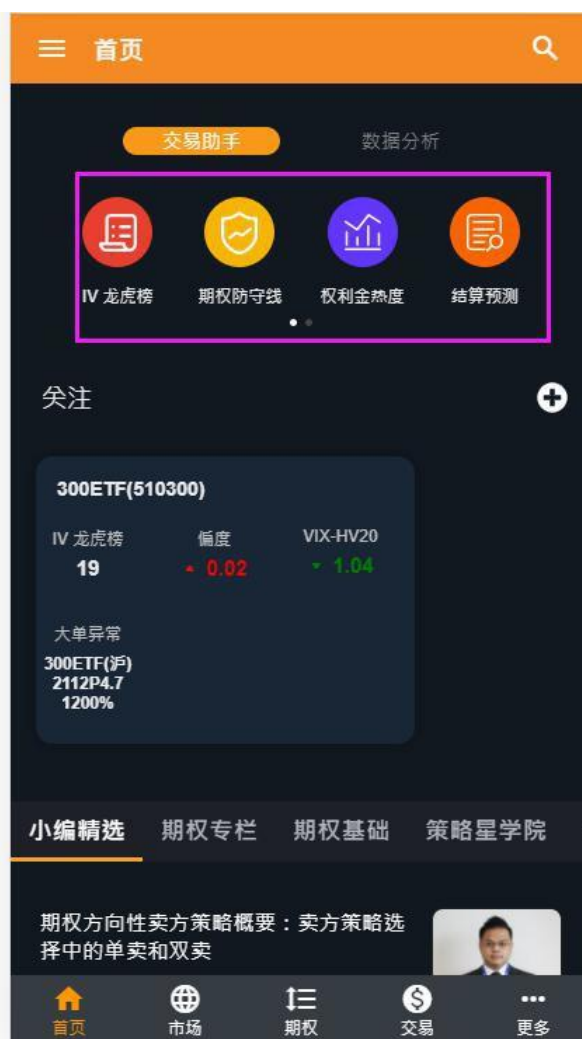 首页
交易助手 数据分析
IV 龙虎榜 期权防守线 权利金热度 结算预测
关注
300ETF(510300)
IV 龙虎榜 偏度 VIX-HV20
19 0.02 1.04
大单异常
300ETF(沪)
2112P4.7
1200%
小编精选 期权专栏 期权基础 策略星学院
期权方向性卖方策略概要：卖方策略选
择中的单卖和双卖
首页 市场 期权 交易 更多